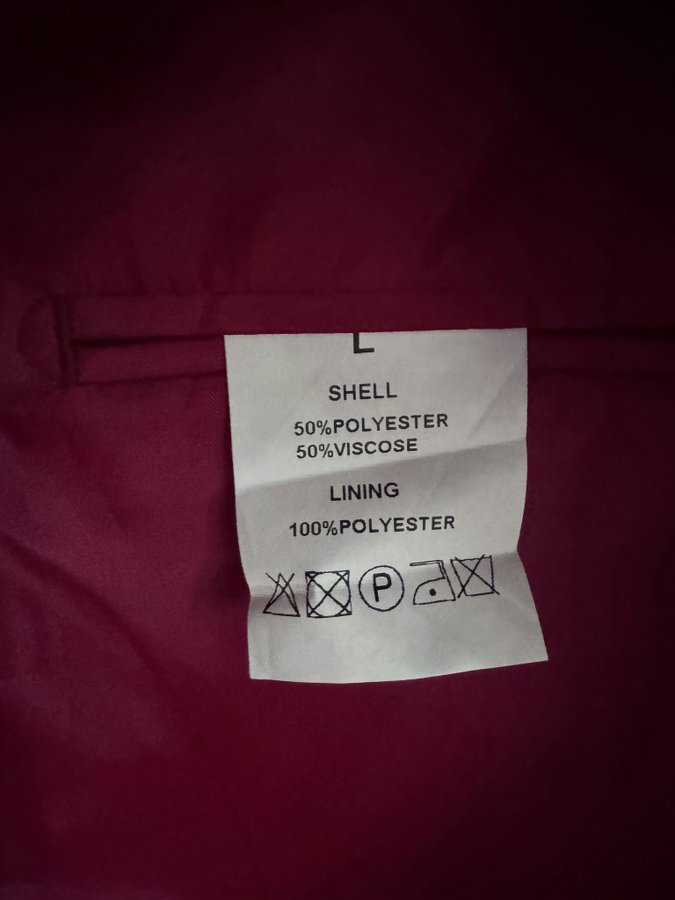 L
SHELL
50%POLYESTER
50%VISCOSE
LINING
100%POLYESTER
P